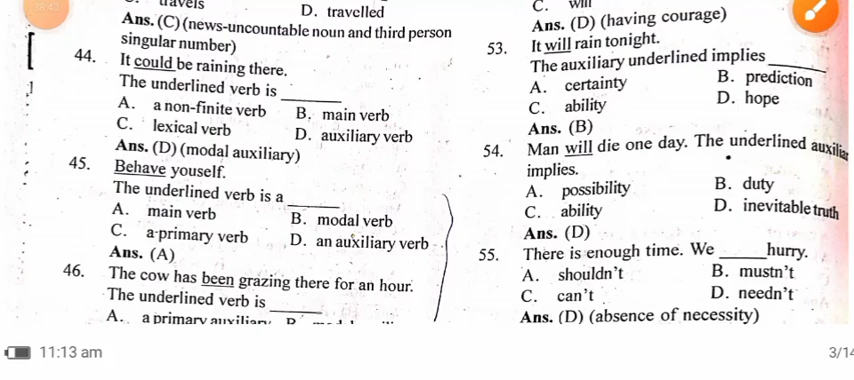 travels
D. travelled
Ans. (C) (news-uncountable noun and third person
singular number)
44. It could be raining there.
The underlined verb is ______.
A. a non-finite verb B. main verb
C. lexical verb D. auxiliary verb
Ans. (D) (modal auxiliary)
45. Behave youself.
The underlined verb is a ______
A. main verb B. modal verb
C. a-primary verb D. an auxiliary verb
Ans. (A)
46. The cow has been grazing there for an hour.
The underlined verb is ______
A. a primary auxiliary B.
C. will
Ans. (D) (having courage)
53. It will rain tonight.
The auxiliary underlined implies ______.
A. certainty B. prediction
C. ability D. hope
Ans. (B)
54. Man will die one day. The underlined auxiliar
implies.
A. possibility B. duty
C. ability D. inevitable truth
Ans. (D)
55. There is enough time. We ______ hurry.
A. shouldn't B. mustn't
C. can't D. needn't
Ans. (D) (absence of necessity)
11:13 am
3/14